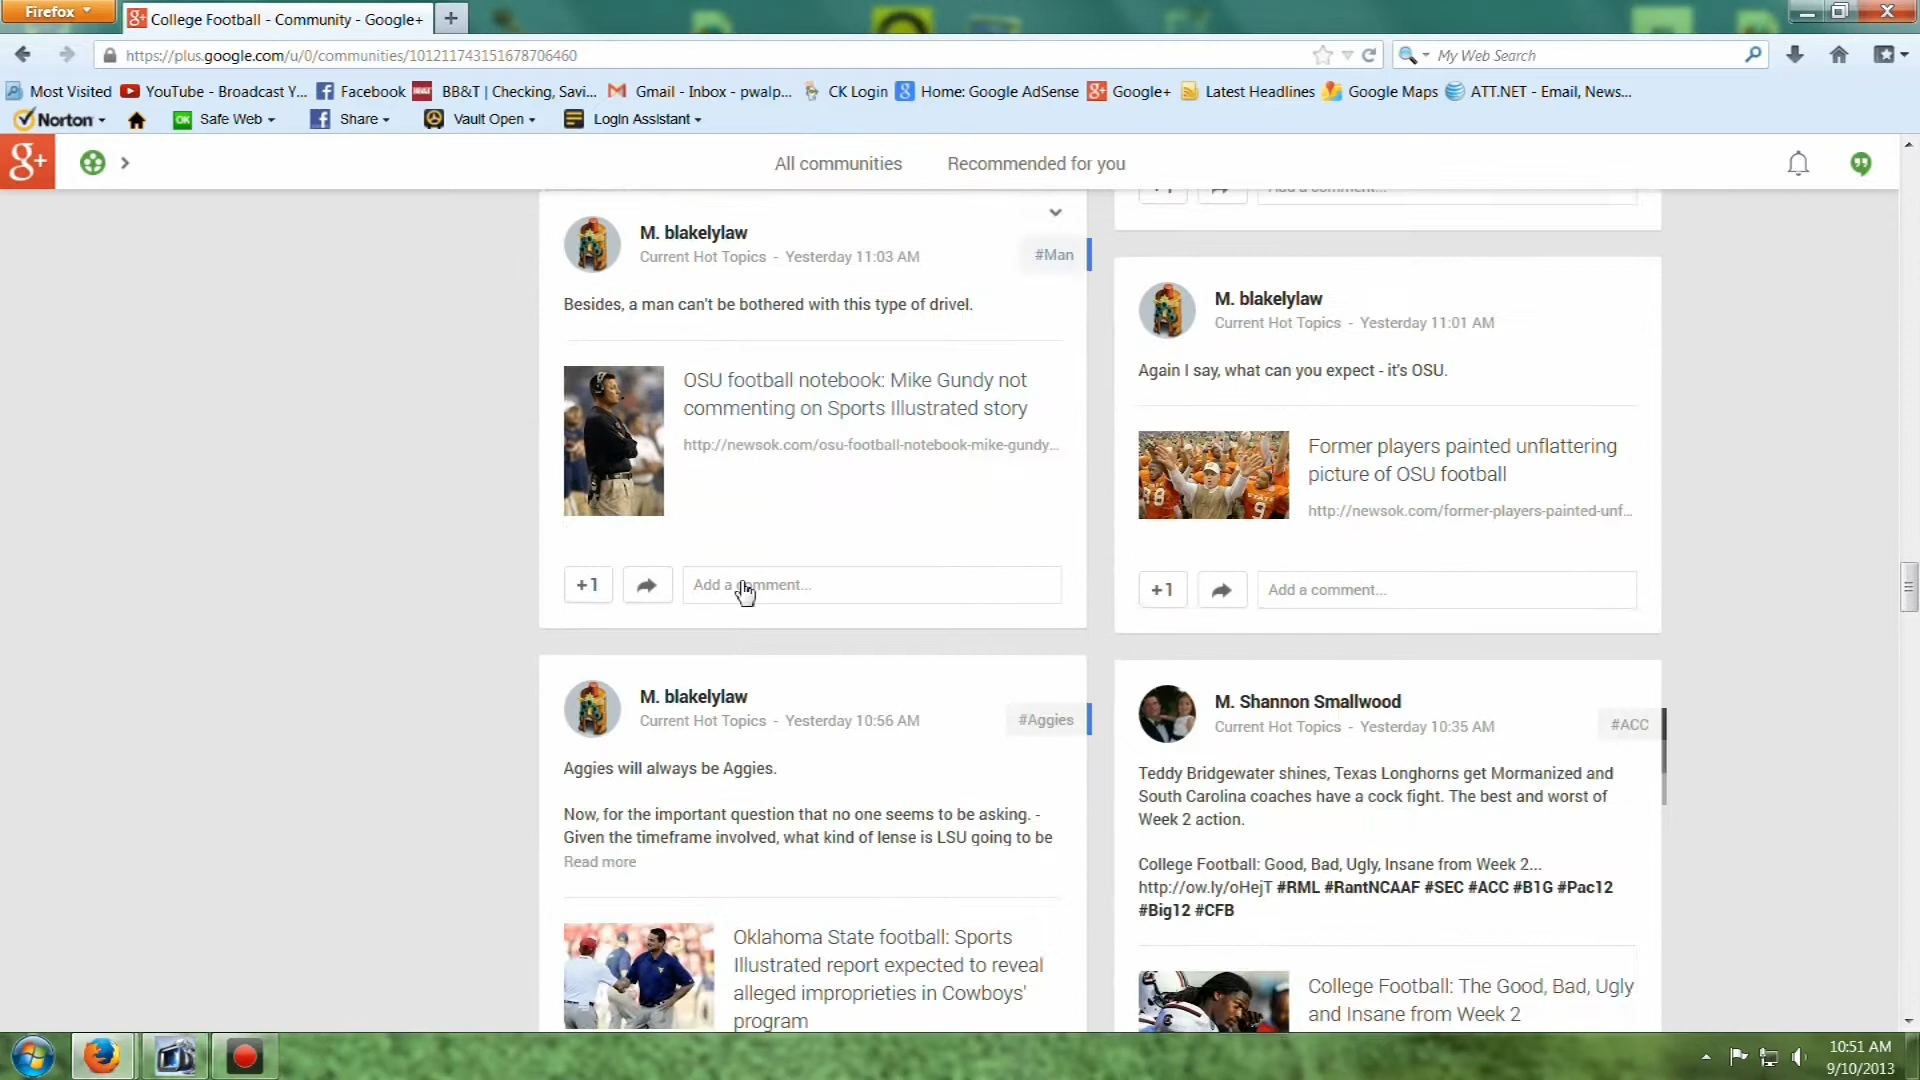 Firefox
College Football - Community - Google+
https://plus.google.com/u/0/communities/101211743151678706460
My Web Search
Most Visited
YouTube - Broadcast Y...
Facebook
BB&T | Checking, Savi...
Gmail - Inbox - pwalp...
CK Login
Home: Google AdSense
Google+
Latest Headlines
Google Maps
ATT.NET - Email, News...
Norton
Safe Web
Share
Vault Open
Login Assistant
g+
All communities
Recommended for you
M. blakelylaw
Current Hot Topics - Yesterday 11:03 AM
#Man
Besides, a man can't be bothered with this type of drivel.
OSU football notebook: Mike Gundy not
commenting on Sports Illustrated story
http://newsok.com/osu-football-notebook-mike-gundy...
+1
Add a comment...
M. blakelylaw
Current Hot Topics - Yesterday 10:56 AM
#Aggies
Aggies will always be Aggies.
Now, for the important question that no one seems to be asking. -
Given the timeframe involved, what kind of lense is LSU going to be
Read more
Oklahoma State football: Sports
Illustrated report expected to reveal
alleged improprieties in Cowboys'
program
M. blakelylaw
Current Hot Topics - Yesterday 11:01 AM
Again I say, what can you expect - it's OSU.
Former players painted unflattering
picture of OSU football
http://newsok.com/former-players-painted-unf...
+1
Add a comment...
M. Shannon Smallwood
Current Hot Topics - Yesterday 10:35 AM
#ACC
Teddy Bridgewater shines, Texas Longhorns get Mormanized and
South Carolina coaches have a cock fight. The best and worst of
Week 2 action.
College Football: Good, Bad, Ugly, Insane from Week 2...
http://ow.ly/oHejT #RML #RantNCAAF #SEC #ACC #B1G #Pac12
#Big12 #CFB
College Football: The Good, Bad, Ugly
and Insane from Week 2
10:51 AM
9/10/2013